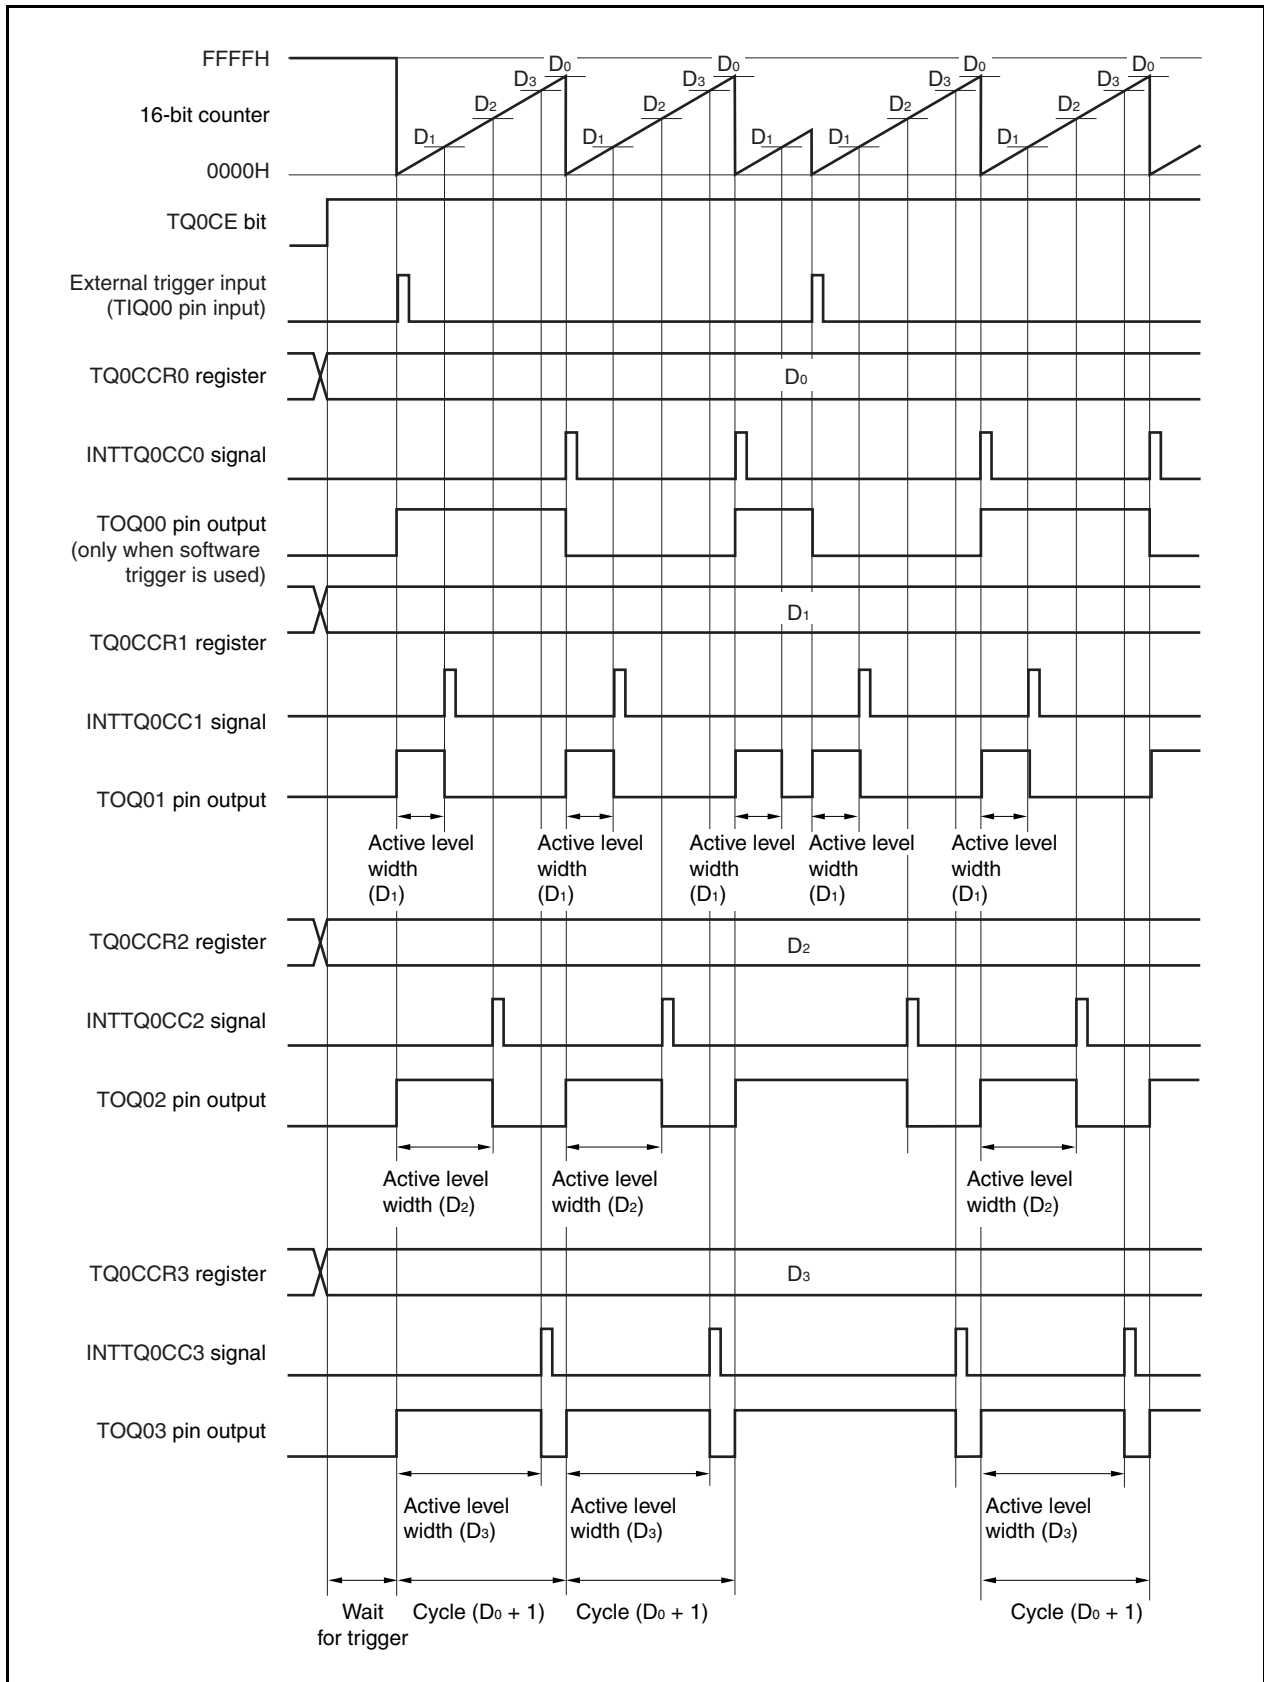 FFFFH
D0 D0 D0 D0
D3 D3 D3 D3
D2 D2 D2 D2
16-bit counter
D1 D1 D1 D1 D1
0000H
TQ0CE bit
External trigger input
(TIQ00 pin input)
TQ0CCR0 register
D0
INTTQ0CC0 signal
TOQ00 pin output
(only when software
trigger is used)
D1
TQ0CCR1 register
INTTQ0CC1 signal
TOQ01 pin output
Active level Active level Active level Active level Active level
width width width width width
(D1) (D1) (D1) (D1) (D1)
TQ0CCR2 register
D2
INTTQ0CC2 signal
TOQ02 pin output
Active level Active level Active level
width (D2) width (D2) width (D2)
TQ0CCR3 register
D3
INTTQ0CC3 signal
TOQ03 pin output
Active level Active level Active level
width (D3) width (D3) width (D3)
Wait Cycle (D0 + 1) Cycle (D0 + 1) Cycle (D0 + 1)
for trigger